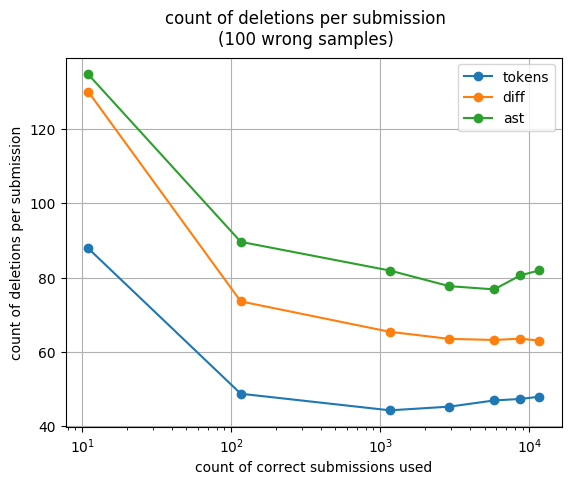 count of deletions per submission
(100 wrong samples)
tokens
diff
ast
count of deletions per submission
120
100
80
60
40
10¹
10²
10³
10⁴
count of correct submissions used